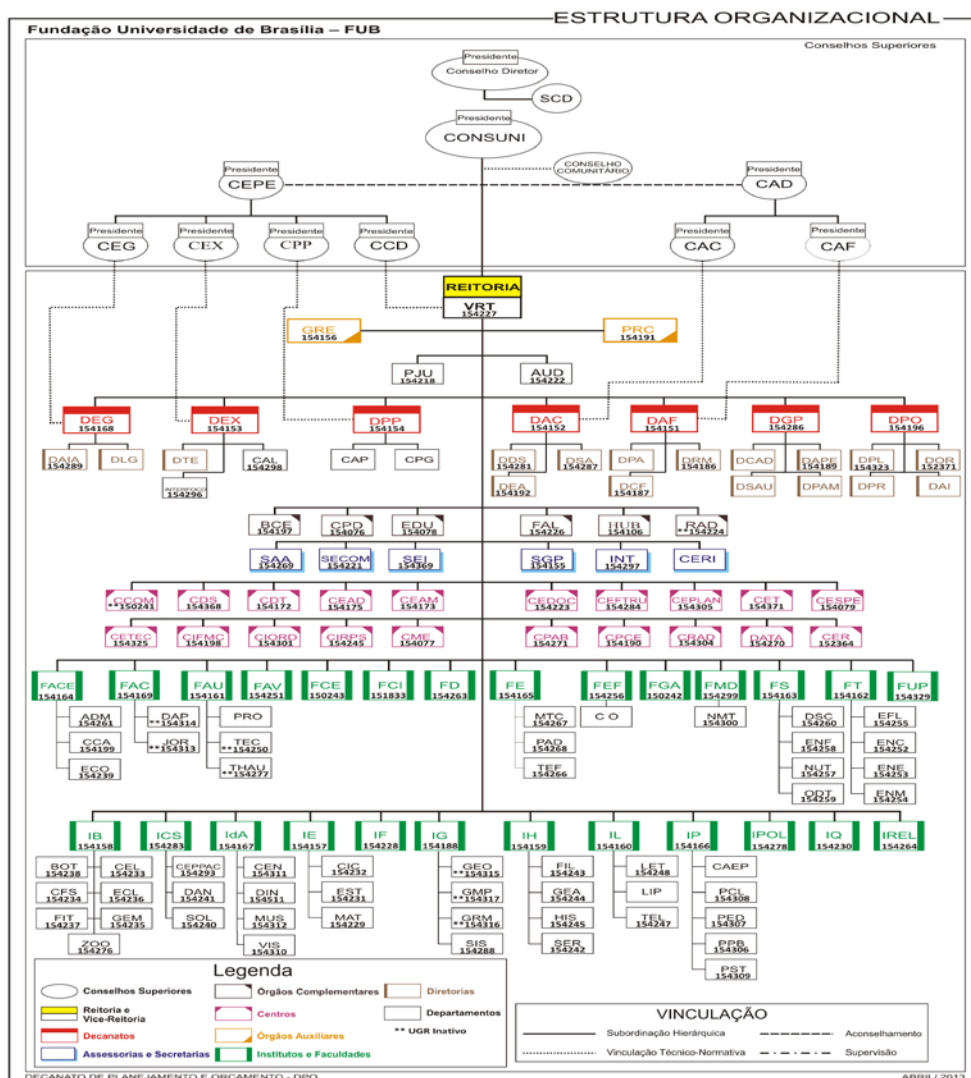 ESTRUTURA ORGANIZACIONAL
Fundação Universidade de Brasília – FUB
Conselhos Superiores
Presidente
Conselho Diretor
SCD
Presidente
CONSUNI
CONSELHO
COMUNITÁRIO
Presidente
CEPE
Presidente
CAD
Presidente Presidente Presidente Presidente Presidente Presidente
CEG CEX CPP CCD CAC CAF
REITORIA
VRT
154227
GRE PRC
154156 154191
PJU AUD
154218 154222
DEG DEX DPP DAC DAF DGP DPO
154168 154153 154154 154152 154151 154286 154196
DAIA DLG DTE CAL CAP CPG DDS DSA DPA DRM DCAD DAPE DPL DOR
154289 154298 154281 154287 154186 154189 154323 152371
INTERFOCO DEA DCF DSAU DPAM DPR DAI
154296 154192 154187
BCE CPD EDU FAL HUB RAD
154197 154076 154078 154226 154106 **154224
SAA SECOM SEI SGP INT CERI
154269 154221 154369 154155 154297
CCOM CDS CDT CEAD CEAM CEDOC CEFTRU CEPLAN CET CESPE
**150241 154368 154172 154175 154173 154223 154284 154305 154371 154079
CETEC CIFMC CIORD CIRPS CME CPAB CPCE CRAD DATA CER
154325 154198 154301 154185 154077 154271 154190 154304 154270 152364
FACE FAC FAU FAV FCE FCI FD FE FEF FGA FMD FS FT FUP
154164 154169 154161 154251 150243 151833 154263 154165 154256 150242 154299 154163 154162 154329
ADM DAP PRO MTC C O NMT DSC EFL
154261 **154314 154267 154300 154260 154255
CCA JOR TEC PAD ENF ENC
154199 **154313 **154250 154268 154258 154252
ECO THAU TEF NUT ENE
154239 **154277 154266 154257 154253
ODT ENM
154259 154254
IB ICS IdA IE IF IG IH IL IP IPOL IQ IREL
154158 154283 154167 154157 154228 154188 154159 154160 154166 154278 154230 154264
BOT CEL CEPPAC CEN CIC GEO FIL LET CAEP
154238 154233 154293 154311 154232 **154315 154243 154248
CFS ECL DAN DIN EST GMP GEA LIP PCL
154234 154236 154241 154511 154231 **154317 154244 154308
FIT GEM SOL MUS MAT GRM HIS TEL PED
154237 154235 154240 154312 154229 **154316 154245 154247 154307
ZOO VIS SIS SER PPB
154276 154310 154288 154242 154306
PST
154309
Legenda
Conselhos Superiores Órgãos Complementares Diretorias
Reitoria e
Vice-Reitoria Centros Departamentos
Decanatos Órgãos Auxiliares ** UGR Inativo
Assessorias e Secretarias Institutos e Faculdades
VINCULAÇÃO
Subordinação Hierárquica Aconselhamento
Vinculação Técnico-Normativa Supervisão
DECANATO DE PLANEJAMENTO E ORÇAMENTO - DPO ABRIL/2013